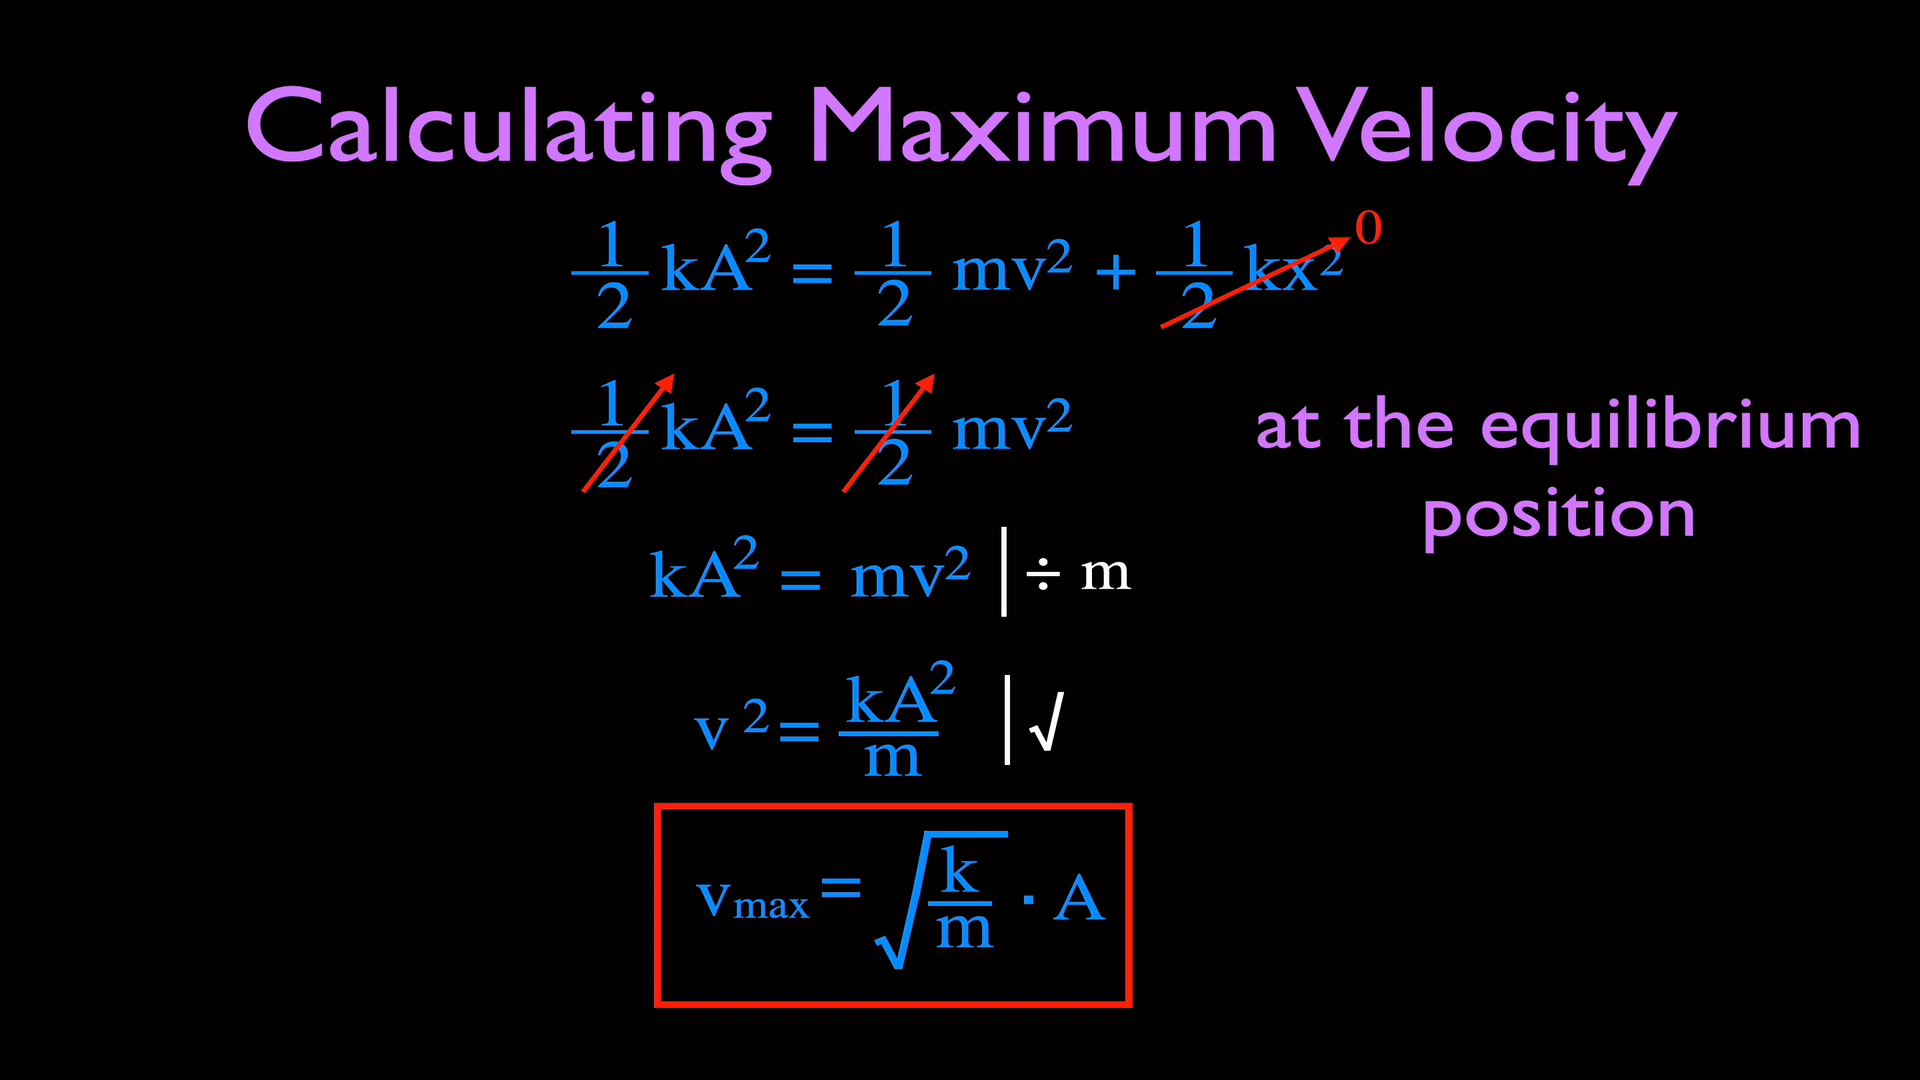 Calculating Maximum Velocity
1/2 kA² = 1/2 mv² + 1/2 kx² 0
1/2 kA² = 1/2 mv²
at the equilibrium
position
kA² = mv² | ÷ m
v² = kA²/m | √
vmax = √(k/m) · A